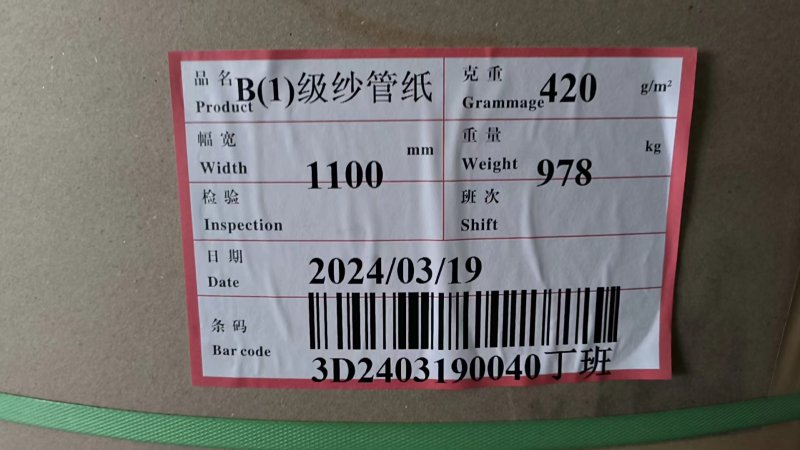 品名 Product B(1)级纱管纸
克重 Grammage 420 g/m²
幅宽 Width 1100 mm
重量 Weight 978 kg
检验 Inspection
班次 Shift
日期 Date 2024/03/19
条码 Bar code
3D2403190040丁班